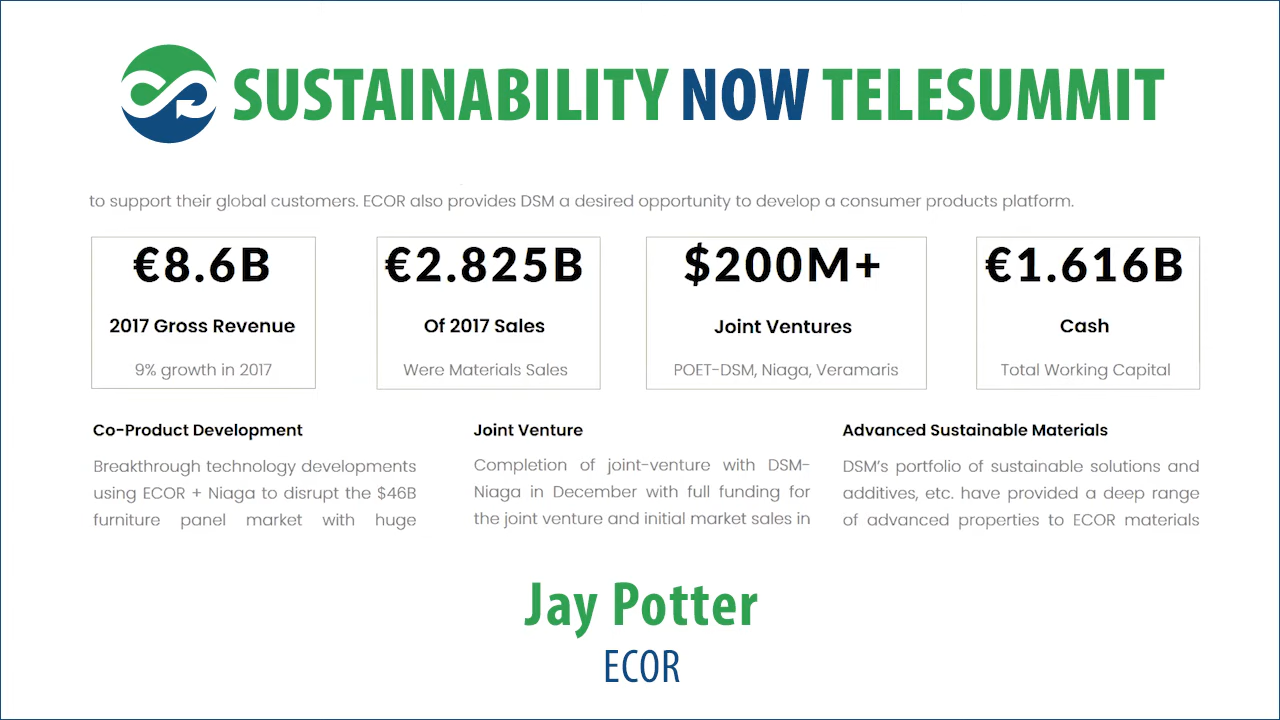 SUSTAINABILITY NOW TELESUMMIT
to support their global customers. ECOR also provides DSM a desired opportunity to develop a consumer products platform.
€8.6B
2017 Gross Revenue
9% growth in 2017
€2.825B
Of 2017 Sales
Were Materials Sales
$200M+
Joint Ventures
POET-DSM, Niaga, Veramaris
€1.616B
Cash
Total Working Capital
Co-Product Development
Breakthrough technology developments
using ECOR + Niaga to disrupt the $46B
furniture panel market with huge
Joint Venture
Completion of joint-venture with DSM-
Niaga in December with full funding for
the joint venture and initial market sales in
Advanced Sustainable Materials
DSM's portfolio of sustainable solutions and
additives, etc. have provided a deep range
of advanced properties to ECOR materials
Jay Potter
ECOR